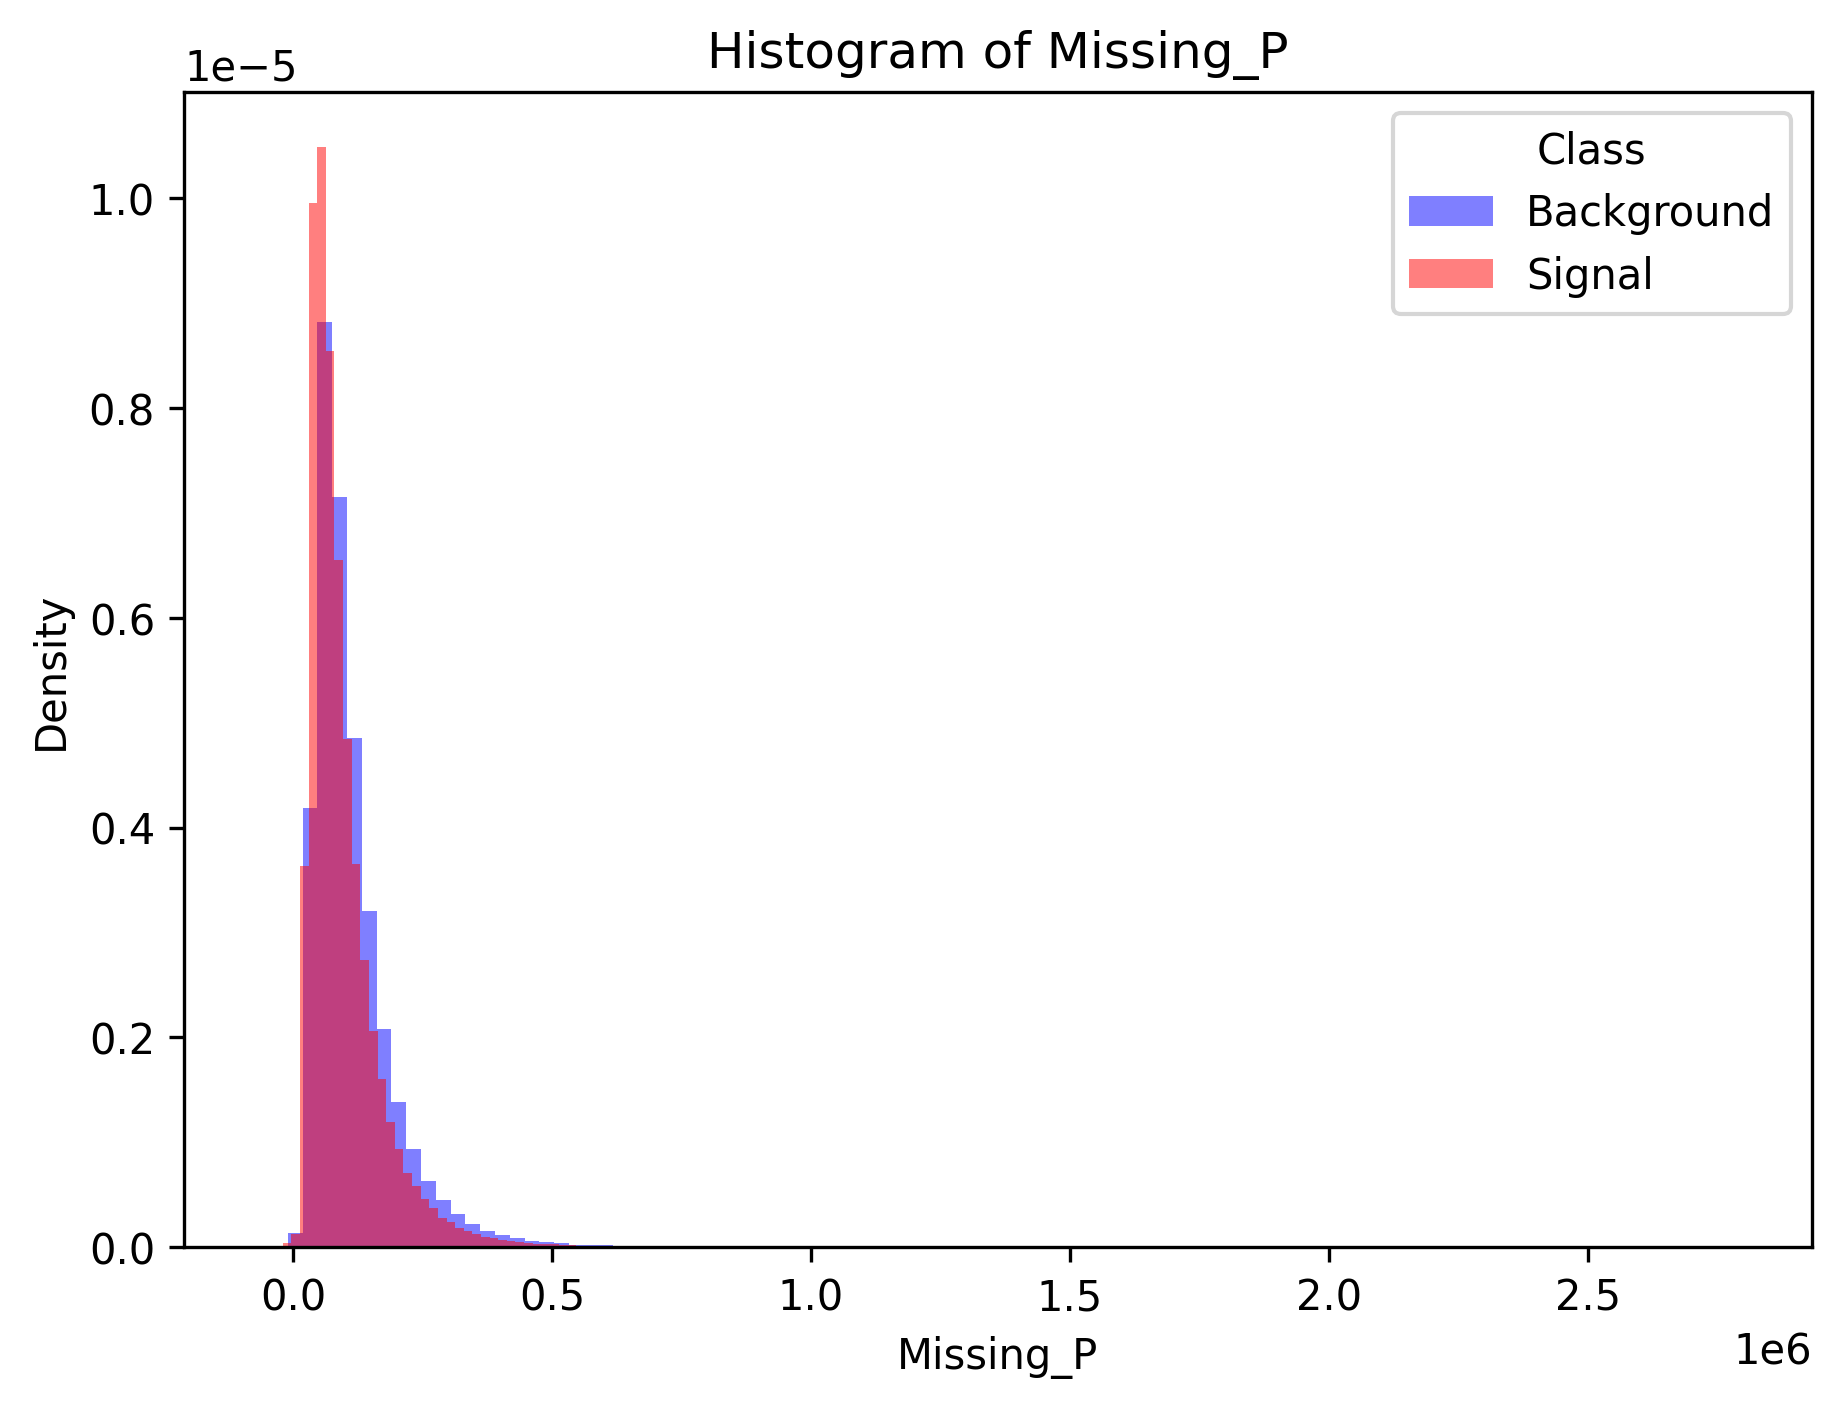 Histogram of Missing_P
1e−5
Class
Background
Signal
1.0
0.8
0.6
0.4
0.2
0.0
Density
0.0 0.5 1.0 1.5 2.0 2.5
1e6
Missing_P